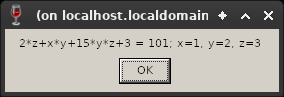 (on localhost.localdomain
2*z+x*y+15*y*z+3 = 101; x=1, y=2, z=3
OK